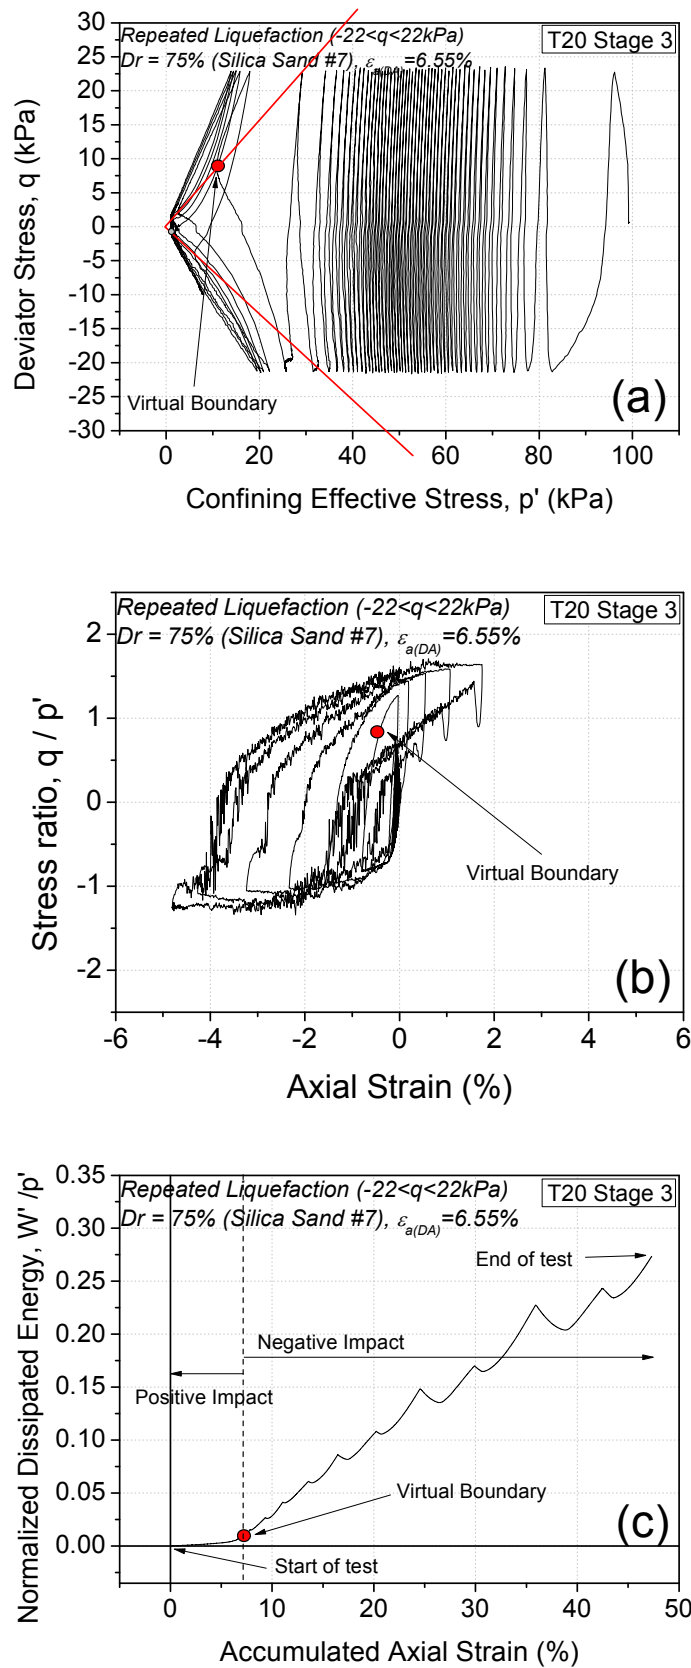 Repeated Liquefaction (-22<q<22kPa)
T20 Stage 3
Dr = 75% (Silica Sand #7), εa(DA)=6.55%
30
25
20
15
10
5
0
-5
-10
-15
-20
-25
-30
Deviator Stress, q (kPa)
Virtual Boundary
(a)
0 20 40 60 80 100
Confining Effective Stress, p' (kPa)
Repeated Liquefaction (-22<q<22kPa)
T20 Stage 3
Dr = 75% (Silica Sand #7), εa(DA)=6.55%
2
1
0
-1
-2
Stress ratio, q / p'
Virtual Boundary
(b)
-6 -4 -2 0 2 4 6
Axial Strain (%)
0.35
Repeated Liquefaction (-22<q<22kPa)
T20 Stage 3
Dr = 75% (Silica Sand #7), εa(DA)=6.55%
0.30
0.25
0.20
0.15
0.10
0.05
0.00
Normalized Dissipated Energy, W' /p'
End of test
Negative Impact
Positive Impact
Virtual Boundary
(c)
Start of test
0 10 20 30 40 50
Accumulated Axial Strain (%)